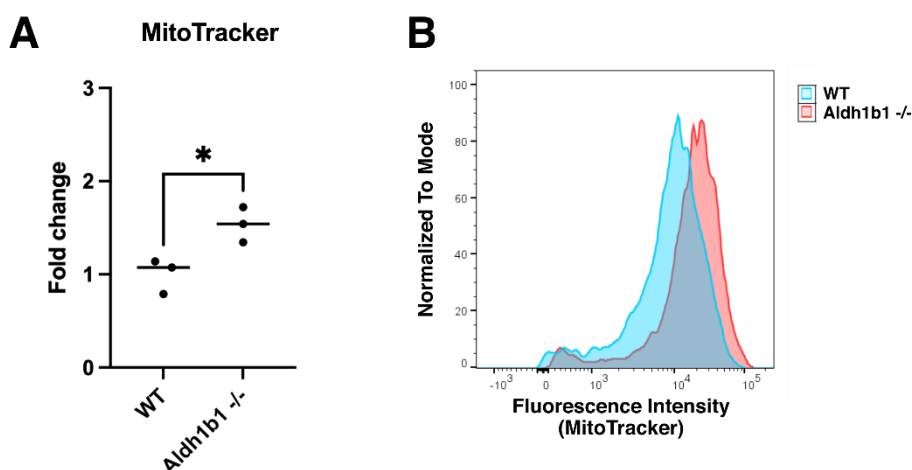 A
MitoTracker
Fold change
3
2
1
0
*
WT
Aldh1b1 -/-
B
Normalized To Mode
100
80
60
40
20
0
-10³
0
10³
10⁴
10⁵
Fluorescence Intensity
(MitoTracker)
WT
Aldh1b1 -/-